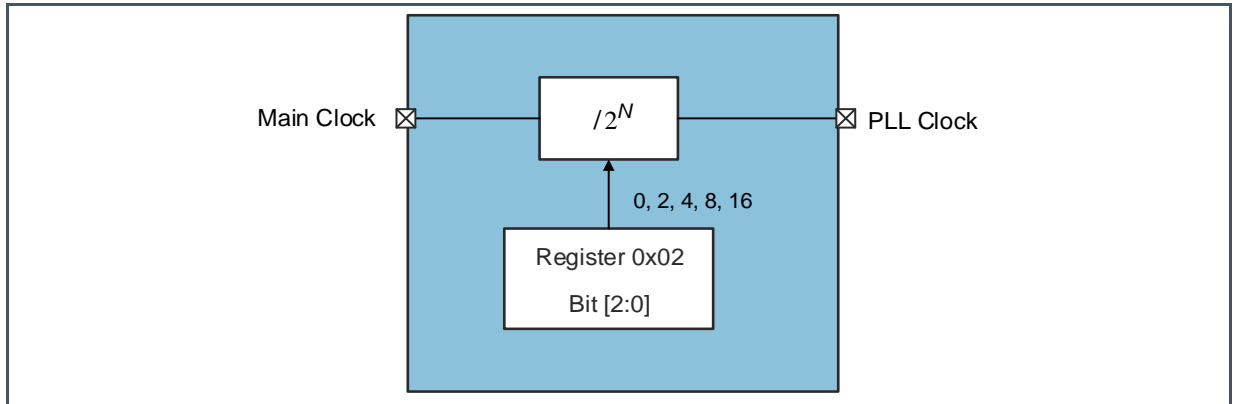 Main Clock
/2^N
PLL Clock
0, 2, 4, 8, 16
Register 0x02
Bit [2:0]